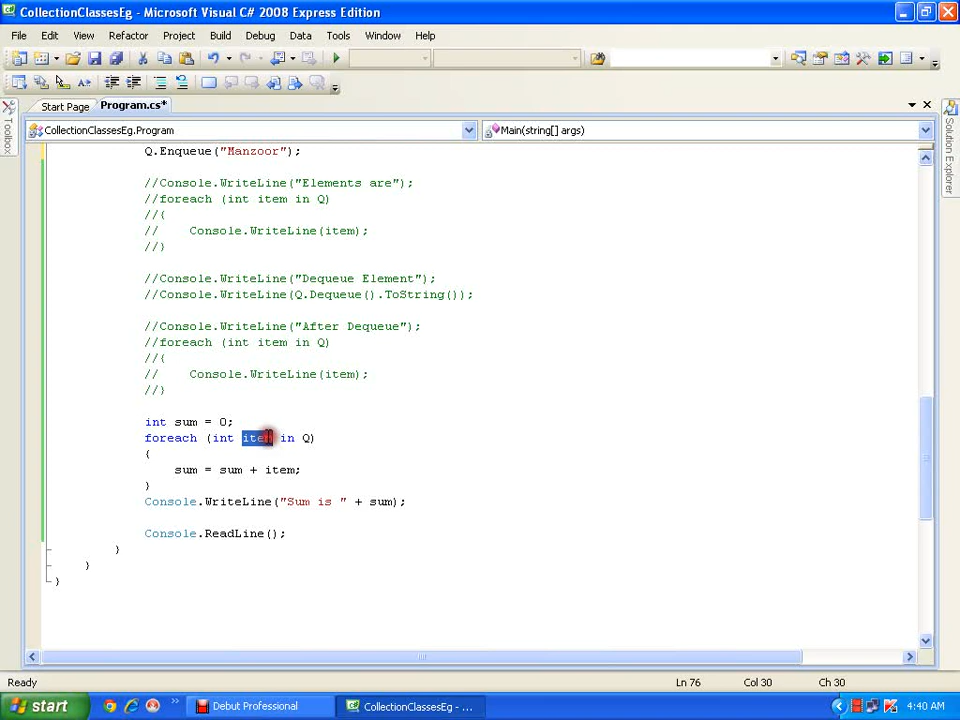 CollectionClassesEg - Microsoft Visual C# 2008 Express Edition
File Edit View Refactor Project Build Debug Data Tools Window Help
Start Page Program.cs*
Toolbox
CollectionClassesEg.Program Main(string[] args)
Solution Explorer
Q.Enqueue("Manzoor");
//Console.WriteLine("Elements are");
//foreach (int item in Q)
//{
//    Console.WriteLine(item);
//}
//Console.WriteLine("Dequeue Element");
//Console.WriteLine(Q.Dequeue().ToString());
//Console.WriteLine("After Dequeue");
//foreach (int item in Q)
//{
//    Console.WriteLine(item);
//}
int sum = 0;
foreach (int item in Q)
{
sum = sum + item;
}
Console.WriteLine("Sum is " + sum);
Console.ReadLine();
}
}
}
Ready Ln 76 Col 30 Ch 30
start Debut Professional CollectionClassesEg - ... 4:40 AM